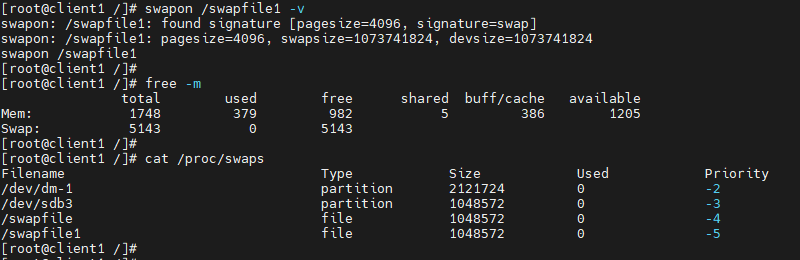 [root@client1 /]# swapon /swapfile1 -v
swapon: /swapfile1: found signature [pagesize=4096, signature=swap]
swapon: /swapfile1: pagesize=4096, swapsize=1073741824, devsize=1073741824
swapon /swapfile1
[root@client1 /]#
[root@client1 /]# free -m
total used free shared buff/cache available
Mem: 1748 379 982 5 386 1205
Swap: 5143 0 5143
[root@client1 /]#
[root@client1 /]# cat /proc/swaps
Filename Type Size Used Priority
/dev/dm-1 partition 2121724 0 -2
/dev/sdb3 partition 1048572 0 -3
/swapfile file 1048572 0 -4
/swapfile1 file 1048572 0 -5
[root@client1 /]#